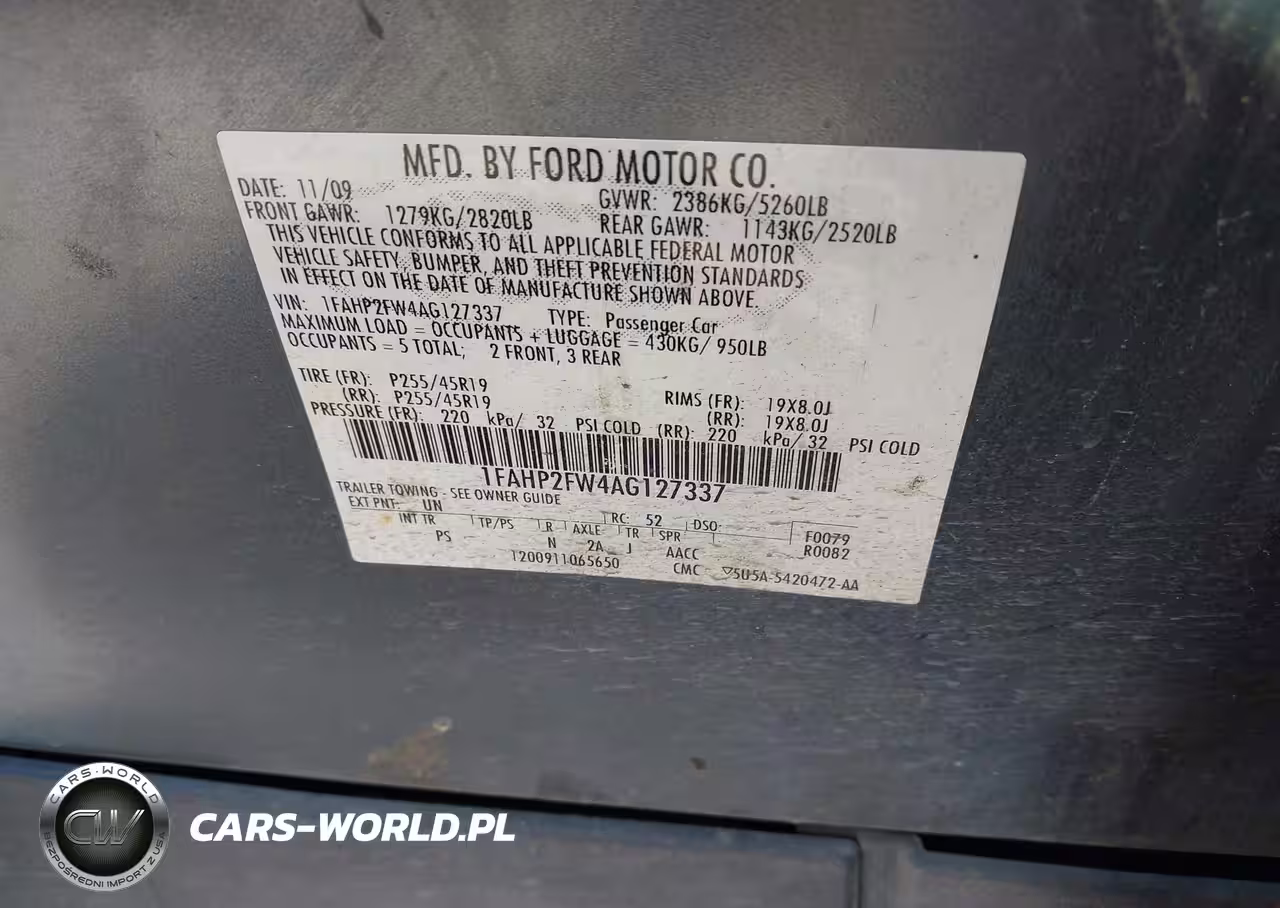 MFD. BY FORD MOTOR CO.
DATE: 11/09 GVWR: 2386KG/5260LB
FRONT GAWR: 1279KG/2820LB REAR GAWR: 1143KG/2520LB
THIS VEHICLE CONFORMS TO ALL APPLICABLE FEDERAL MOTOR
VEHICLE SAFETY, BUMPER, AND THEFT PREVENTION STANDARDS
IN EFFECT ON THE DATE OF MANUFACTURE SHOWN ABOVE.
VIN: 1FAHP2FW4AG127337 TYPE: Passenger Car
MAXIMUM LOAD = OCCUPANTS + LUGGAGE = 430KG/ 950LB
OCCUPANTS = 5 TOTAL; 2 FRONT, 3 REAR
TIRE (FR): P255/45R19 RIMS (FR): 19X8.0J
(RR): P255/45R19 (RR): 19X8.0J
PRESSURE (FR): 220 kPa/ 32 PSI COLD (RR): 220 kPa/ 32 PSI COLD
1FAHP2FW4AG127337
TRAILER TOWING - SEE OWNER GUIDE
EXT PNT: UN RC: 52 DSO: F0079
INT TR TP/PS R AXLE TR SPR R0082
PS N 2A J AACC
1200911065650 CMC ▽5U5A-5420472-AA
CARS-WORLD
CW
BEZPOŚREDNI IMPORT Z USA
CARS-WORLD.PL